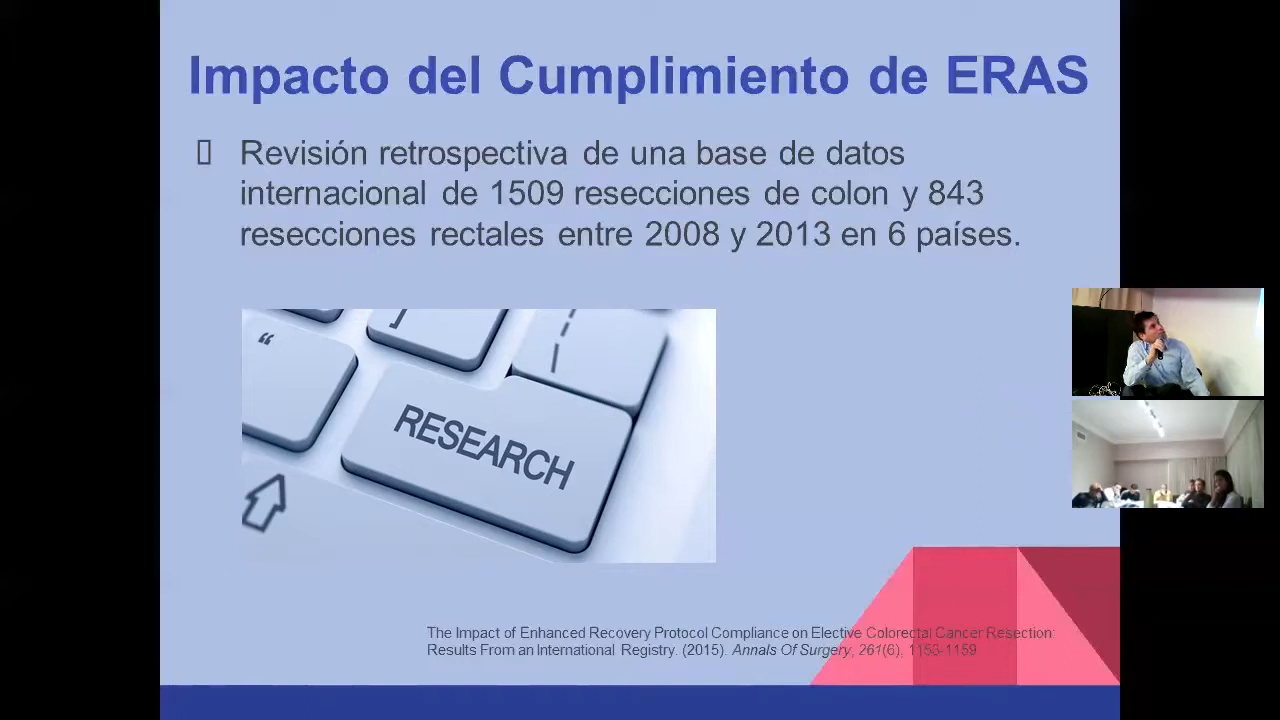 Impacto del Cumplimiento de ERAS
Revisión retrospectiva de una base de datos
internacional de 1509 resecciones de colon y 843
resecciones rectales entre 2008 y 2013 en 6 países.
“
]
RESEARCH
The Impact of Enhanced Recovery Protocol Compliance on Elective Colorectal Cancer Resection:
Results From an International Registry. (2015). Annals Of Surgery, 261(6), 1153-1159